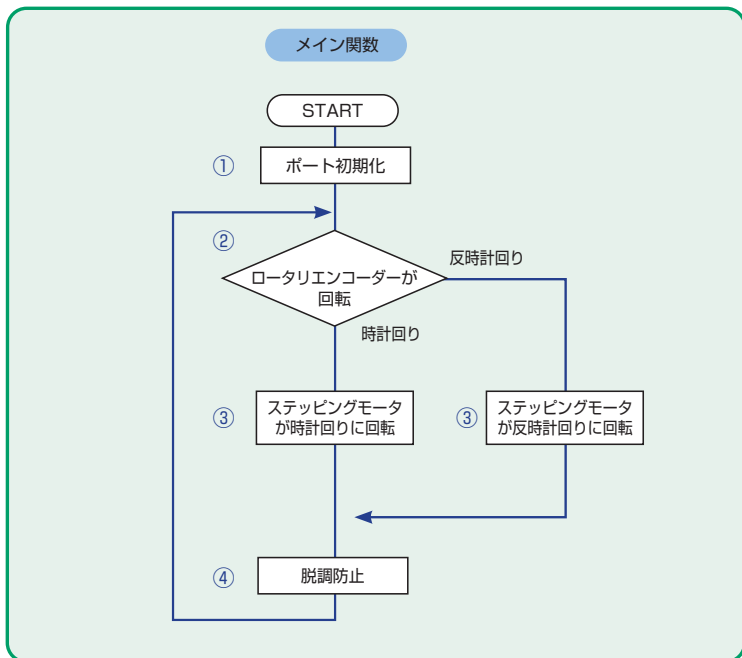 メイン関数
START
① ポート初期化
②
ロータリエンコーダーが
回転
反時計回り
時計回り
③ ステッピングモータ
が時計回りに回転
③ ステッピングモータ
が反時計回りに回転
④ 脱調防止